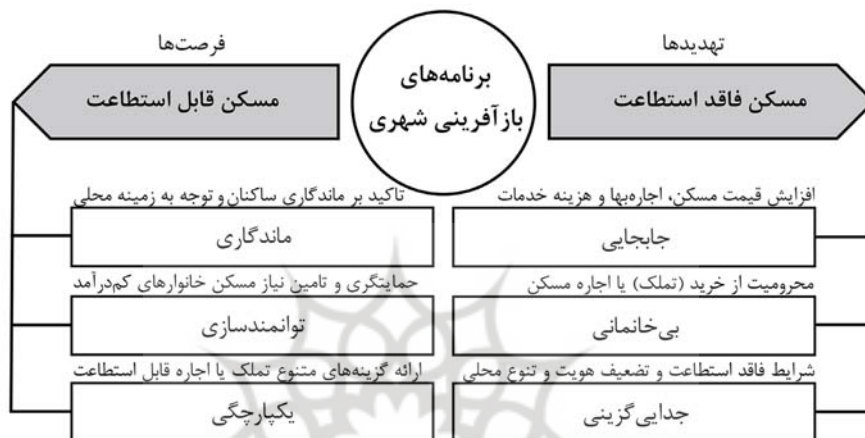 تهدیدها
فرصت‌ها
برنامه‌های
بازآفرینی شهری
مسکن فاقد استطاعت
مسکن قابل استطاعت
افزایش قیمت مسکن، اجاره‌بها و هزینه خدمات
جابجایی
محرومیت از خرید (تملک) یا اجاره مسکن
بی‌خانمانی
شرایط فاقد استطاعت و تضعیف هویت و تنوع محلی
جدایی‌گزینی
تاکید بر ماندگاری ساکنان و توجه به زمینه محلی
ماندگاری
حمایتگری و تامین نیاز مسکن خانوارهای کم‌درآمد
توانمندسازی
ارائه گزینه‌های متنوع تملک یا اجاره قابل استطاعت
یکپارچگی